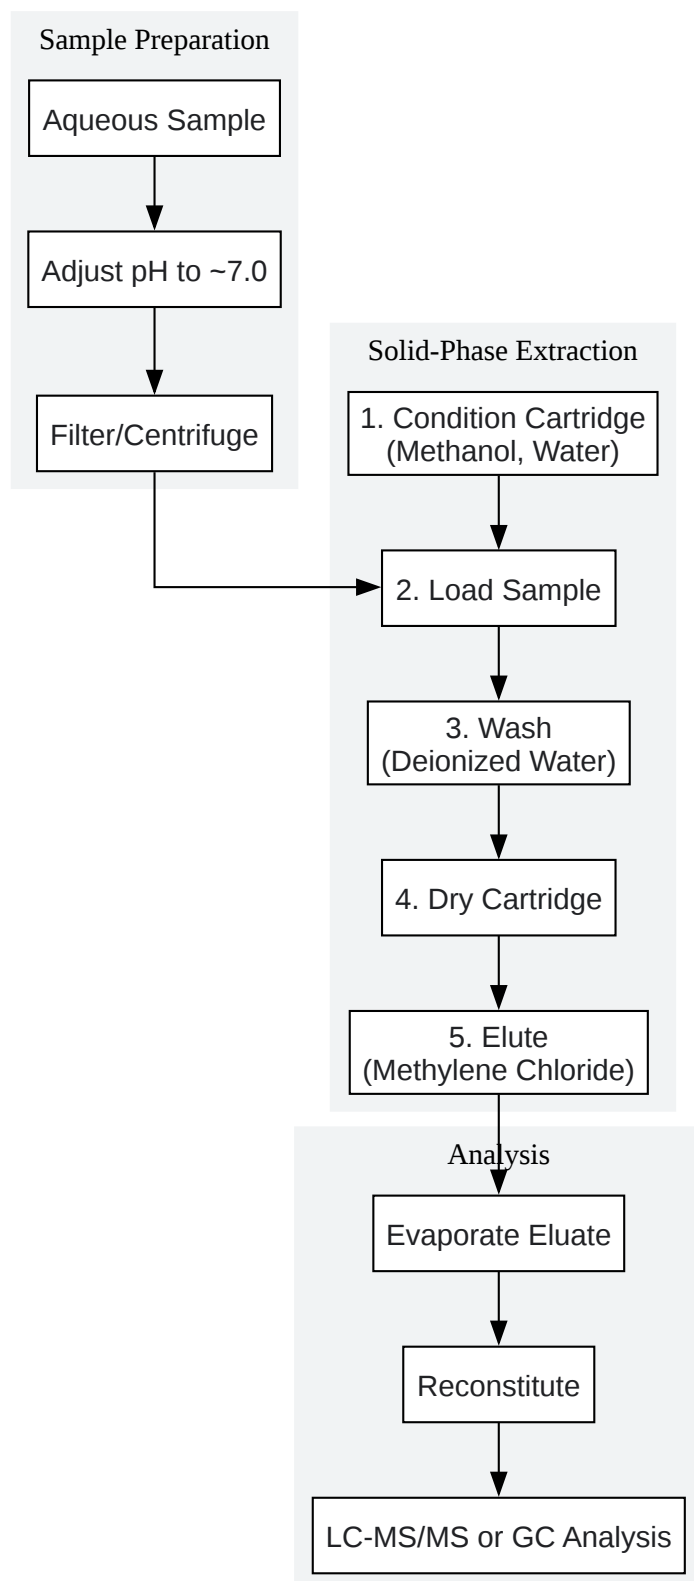 Sample Preparation
Aqueous Sample
Adjust pH to ~7.0
Filter/Centrifuge
Solid-Phase Extraction
1. Condition Cartridge
(Methanol, Water)
2. Load Sample
3. Wash
(Deionized Water)
4. Dry Cartridge
5. Elute
(Methylene Chloride)
Analysis
Evaporate Eluate
Reconstitute
LC-MS/MS or GC Analysis